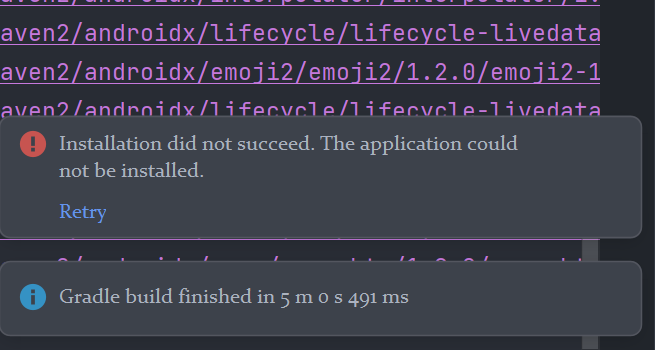 aven2/androidx/lifecycle/lifecycle-livedata
aven2/androidx/emoji2/emoji2/1.2.0/emoji2-1
aven2/androidx/lifecycle/lifecycle-livedata
Installation did not succeed. The application could
not be installed.
Retry
Gradle build finished in 5 m 0 s 491 ms